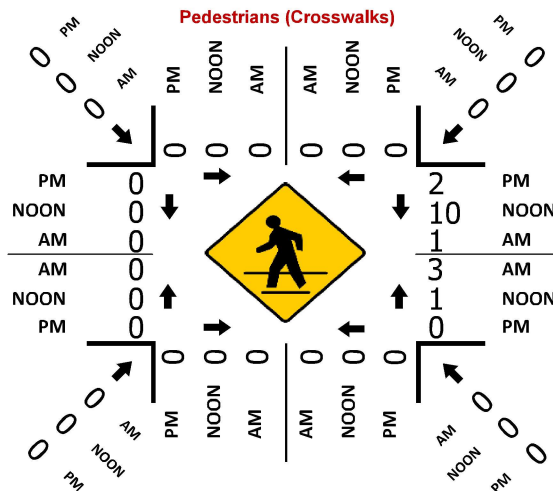 Pedestrians (Crosswalks)
0 0 0 PM NOON AM
PM NOON AM AM NOON PM
0 0 0 PM NOON AM
0 0 0 0 0 0
PM 0 2 PM
NOON 0 10 NOON
AM 0 1 AM
AM 0 3 AM
NOON 0 1 NOON
PM 0 0 PM
0 0 0 0 0 0
PM NOON AM AM NOON PM
0 0 0 AM NOON PM
0 0 0 AM NOON PM